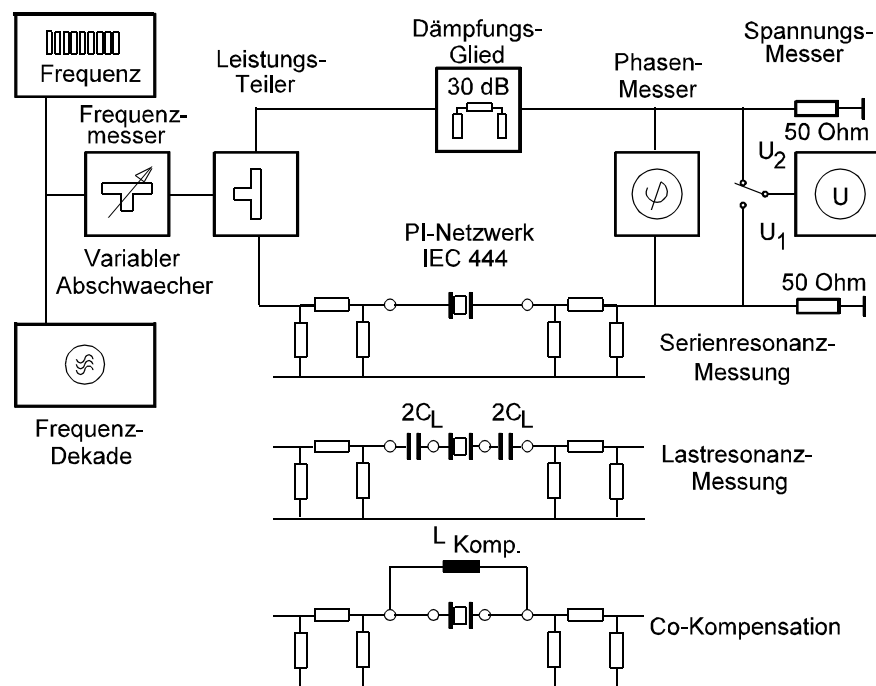 Frequenz
Frequenz-
messer
Variabler
Abschwaecher
Frequenz-
Dekade
Leistungs-
Teiler
Dämpfungs-
Glied
30 dB
Phasen-
Messer
φ
Spannungs-
Messer
50 Ohm
U2
U
U1
50 Ohm
PI-Netzwerk
IEC 444
Serienresonanz-
Messung
2CL 2CL
Lastresonanz-
Messung
L Komp.
Co-Kompensation